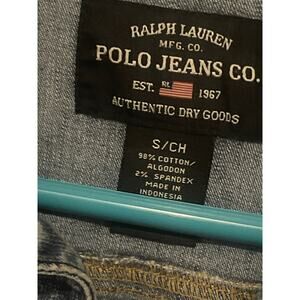 RALPH LAUREN
MFG. CO.
POLO JEANS CO.
EST. RL 1967
AUTHENTIC DRY GOODS
S/CH
98% COTTON/
ALGODON
2% SPANDEX
MADE IN
INDONESIA